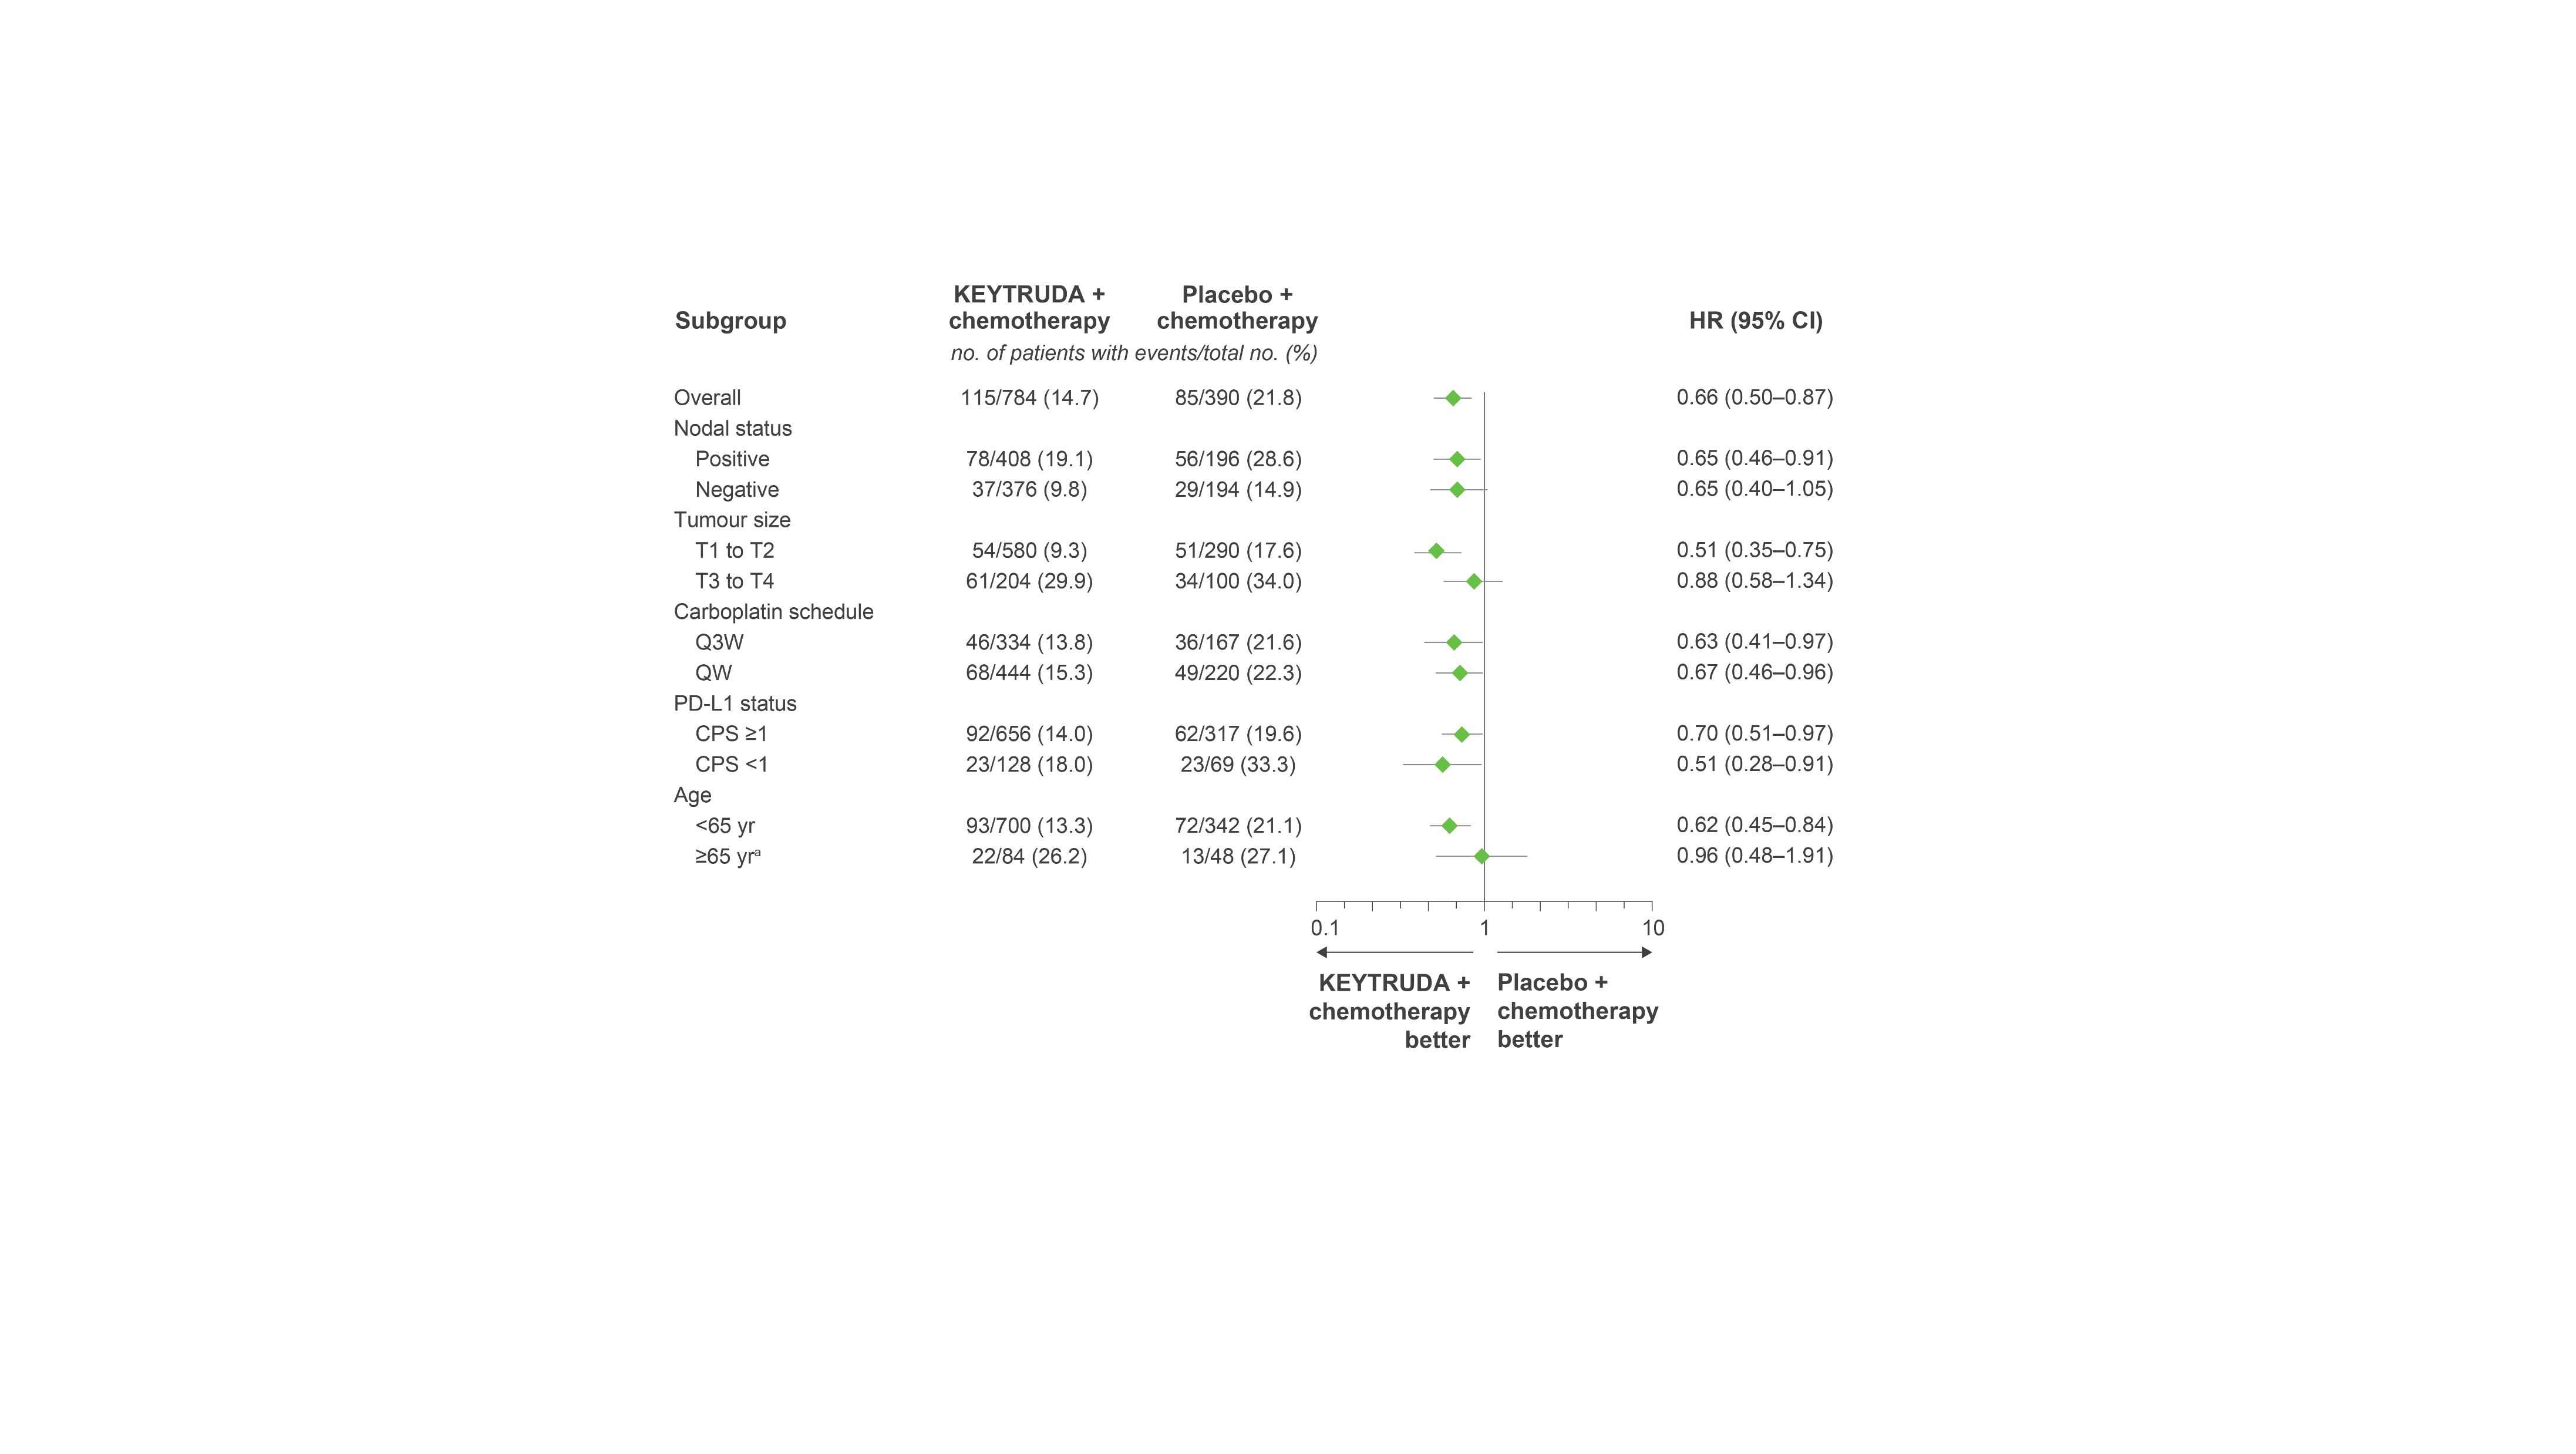 Subgroup
KEYTRUDA +
chemotherapy
Placebo +
chemotherapy
HR (95% CI)
no. of patients with events/total no. (%)
Overall 115/784 (14.7) 85/390 (21.8) 0.66 (0.50–0.87)
Nodal status
Positive 78/408 (19.1) 56/196 (28.6) 0.65 (0.46–0.91)
Negative 37/376 (9.8) 29/194 (14.9) 0.65 (0.40–1.05)
Tumour size
T1 to T2 54/580 (9.3) 51/290 (17.6) 0.51 (0.35–0.75)
T3 to T4 61/204 (29.9) 34/100 (34.0) 0.88 (0.58–1.34)
Carboplatin schedule
Q3W 46/334 (13.8) 36/167 (21.6) 0.63 (0.41–0.97)
QW 68/444 (15.3) 49/220 (22.3) 0.67 (0.46–0.96)
PD-L1 status
CPS ≥1 92/656 (14.0) 62/317 (19.6) 0.70 (0.51–0.97)
CPS <1 23/128 (18.0) 23/69 (33.3) 0.51 (0.28–0.91)
Age
<65 yr 93/700 (13.3) 72/342 (21.1) 0.62 (0.45–0.84)
≥65 yrᵃ 22/84 (26.2) 13/48 (27.1) 0.96 (0.48–1.91)
0.1 1 10
KEYTRUDA +
chemotherapy
better
Placebo +
chemotherapy
better